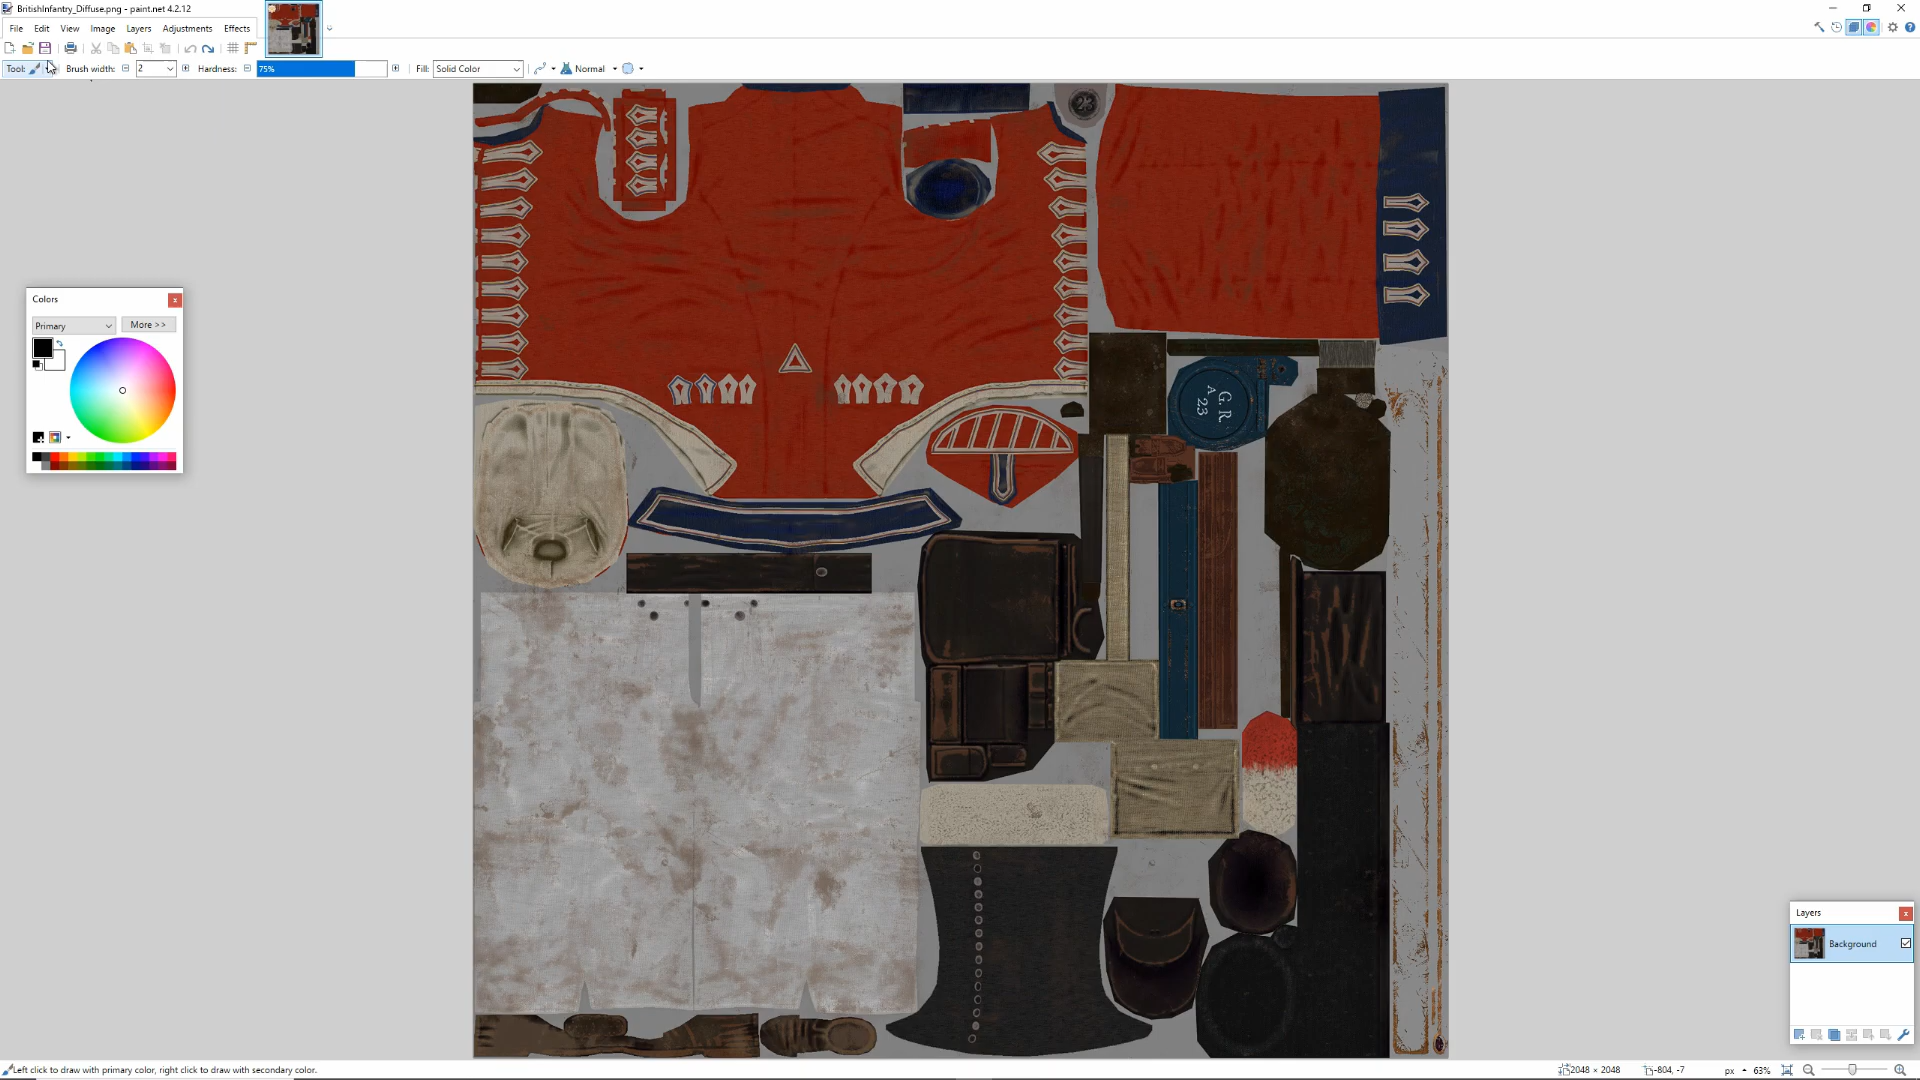 BritishInfantry_Diffuse.png - paint.net 4.2.12
File Edit View Image Layers Adjustments Effects
Tool: Brush width: 2 Hardness: 75% Fill: Solid Color Normal
23
Colors
Primary More >>
G. R.
A
23
Layers
Background
Left click to draw with primary color, right click to draw with secondary color. 2048 × 2048 -804, -7 px 63%